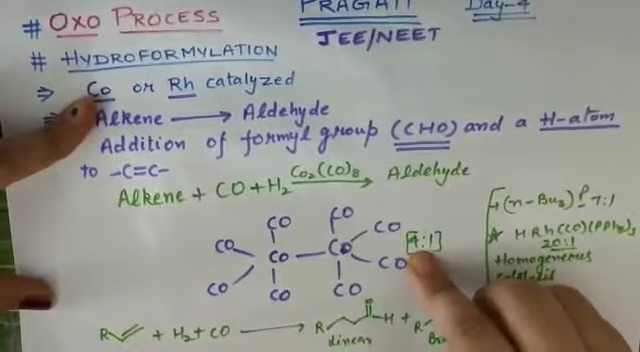 # OXO PROCESS
PRAGATI
Day-4
JEE/NEET
# HYDROFORMYLATION
⇒ Co or Rh catalyzed
⇒ Alkene ⟶ Aldehyde
Addition of formyl group (CHO) and a H-atom
to -C=C-
Alkene + CO + H2 Co2(CO)8 ⟶ Aldehyde
CO CO
CO CO
CO Co — Co [4:1]
CO CO CO CO
(n-Bu3)P 7:1
* HRh(CO)(PPh3)3
20:1
Homogeneous
R + H2 + CO ⟶ R H + R
linear